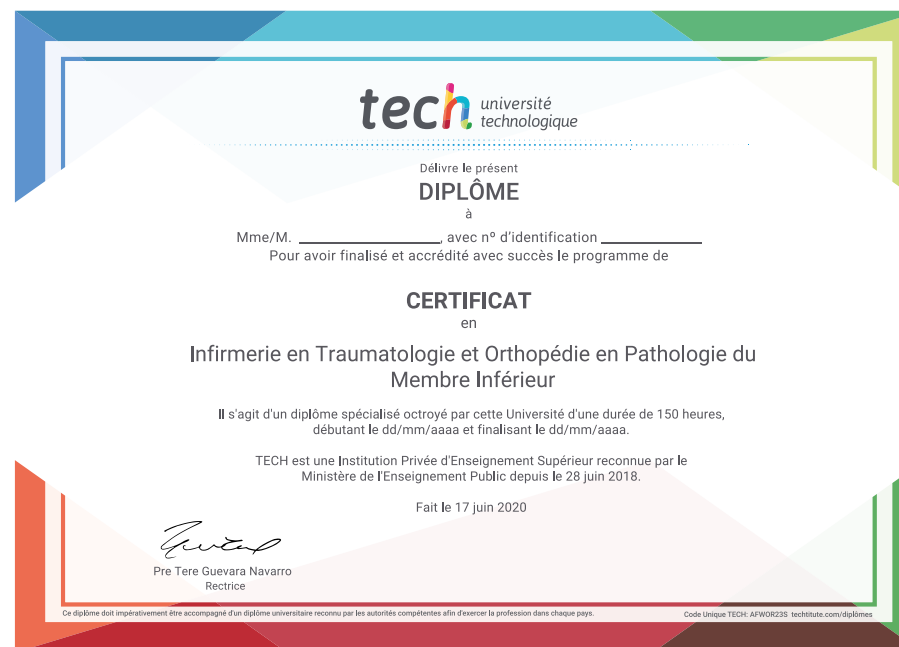 tech université
technologique
Délivre le présent
DIPLÔME
à
Mme/M. ____________________, avec nº d'identification ______________
Pour avoir finalisé et accrédité avec succès le programme de
CERTIFICAT
en
Infirmerie en Traumatologie et Orthopédie en Pathologie du
Membre Inférieur
Il s'agit d'un diplôme spécialisé octroyé par cette Université d'une durée de 150 heures,
débutant le dd/mm/aaaa et finalisant le dd/mm/aaaa.
TECH est une Institution Privée d'Enseignement Supérieur reconnue par le
Ministère de l'Enseignement Public depuis le 28 juin 2018.
Fait le 17 juin 2020
Pre Tere Guevara Navarro
Rectrice
Ce diplôme doit impérativement être accompagné d'un diplôme universitaire reconnu par les autorités compétentes afin d'exercer la profession dans chaque pays.
Code Unique TECH: AFWOR23S techtitute.com/diplômes